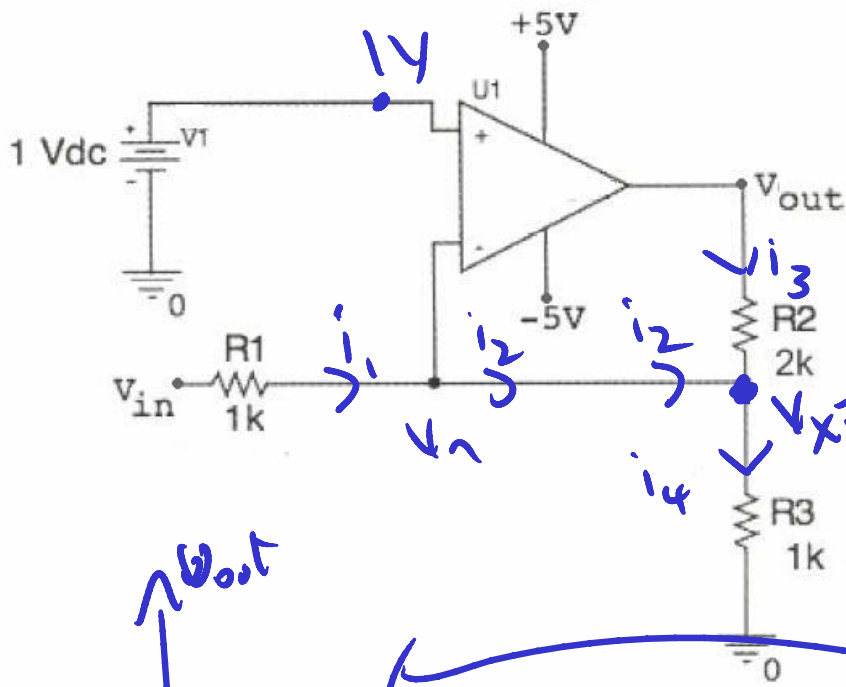 +5V
1V
U1
+
+
V1
1 Vdc
-
Vout
-
i3
0
-5V
R2
2k
R1
i1
i2
i2
Vin
1k
Vn
Vx
i4
R3
1k
vout
0